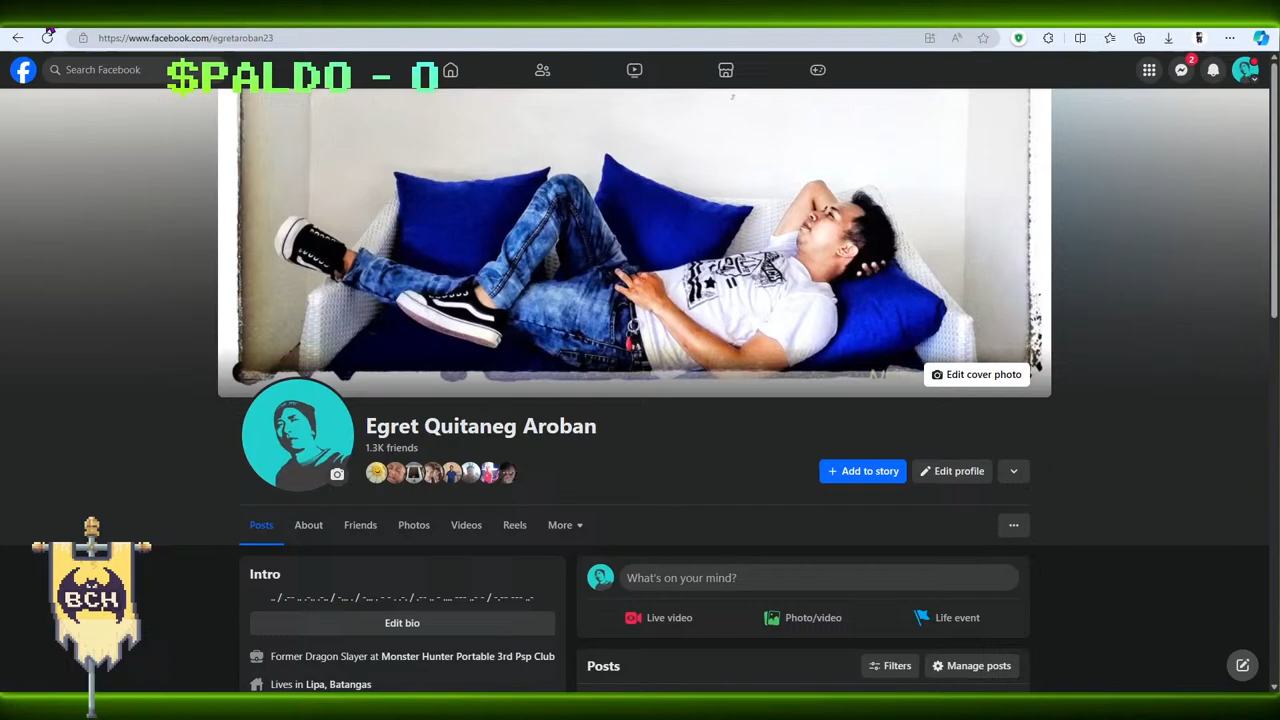 https://www.facebook.com/egretaroban23
Search Facebook
$PALDO - 0
2
Edit cover photo
Egret Quitaneg Aroban
1.3K friends
Add to story
Edit profile
Posts
About
Friends
Photos
Videos
Reels
More
Intro
What's on your mind?
Edit bio
Live video
Photo/video
Life event
BCH
Former Dragon Slayer at Monster Hunter Portable 3rd Psp Club
Posts
Filters
Manage posts
Lives in Lipa, Batangas